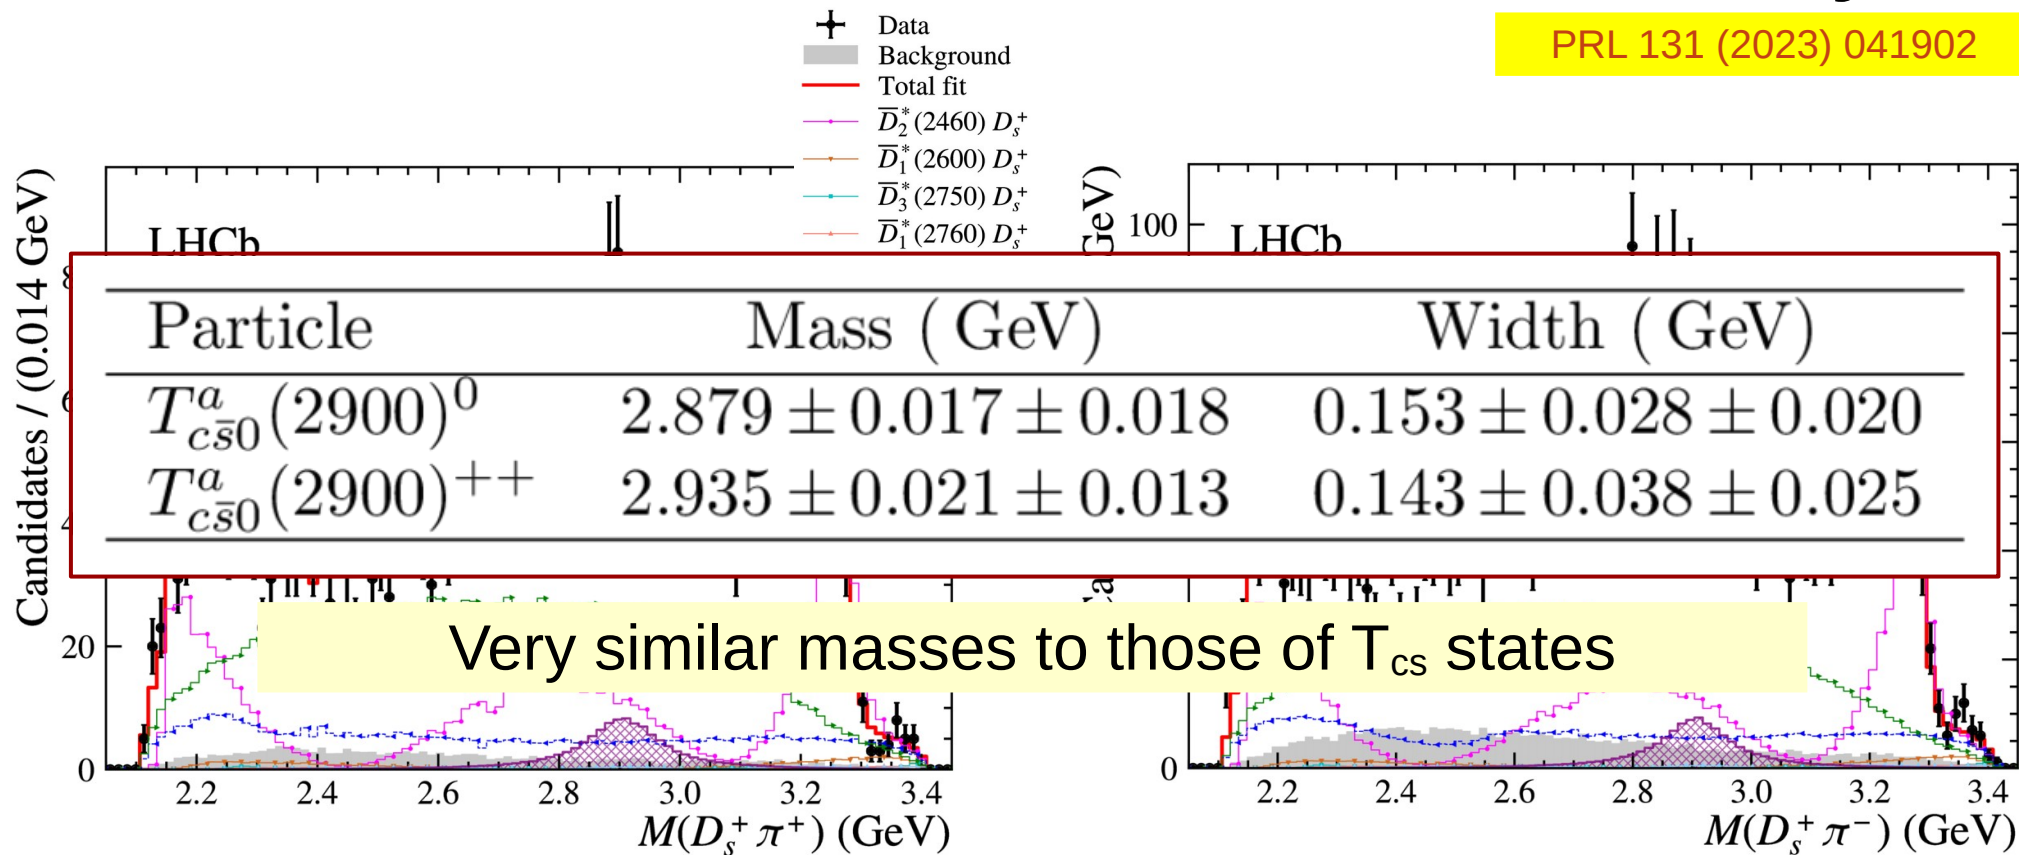 PRL 131 (2023) 041902
Data
Background
Total fit
D̅₂*(2460) Dₛ⁺
D̅₁*(2600) Dₛ⁺
D̅₃*(2750) Dₛ⁺
D̅₁*(2760) Dₛ⁺
Candidates / (0.014 GeV)
LHCb
GeV)
100
LHCb
Particle Mass ( GeV) Width ( GeV)
Tᵃ_{cs̄0}(2900)⁰ 2.879 ± 0.017 ± 0.018 0.153 ± 0.028 ± 0.020
Tᵃ_{cs̄0}(2900)⁺⁺ 2.935 ± 0.021 ± 0.013 0.143 ± 0.038 ± 0.025
Very similar masses to those of T_{cs} states
20
0
2.2 2.4 2.6 2.8 3.0 3.2 3.4
M(Dₛ⁺ π⁺) (GeV)
0
2.2 2.4 2.6 2.8 3.0 3.2 3.4
M(Dₛ⁺ π⁻) (GeV)